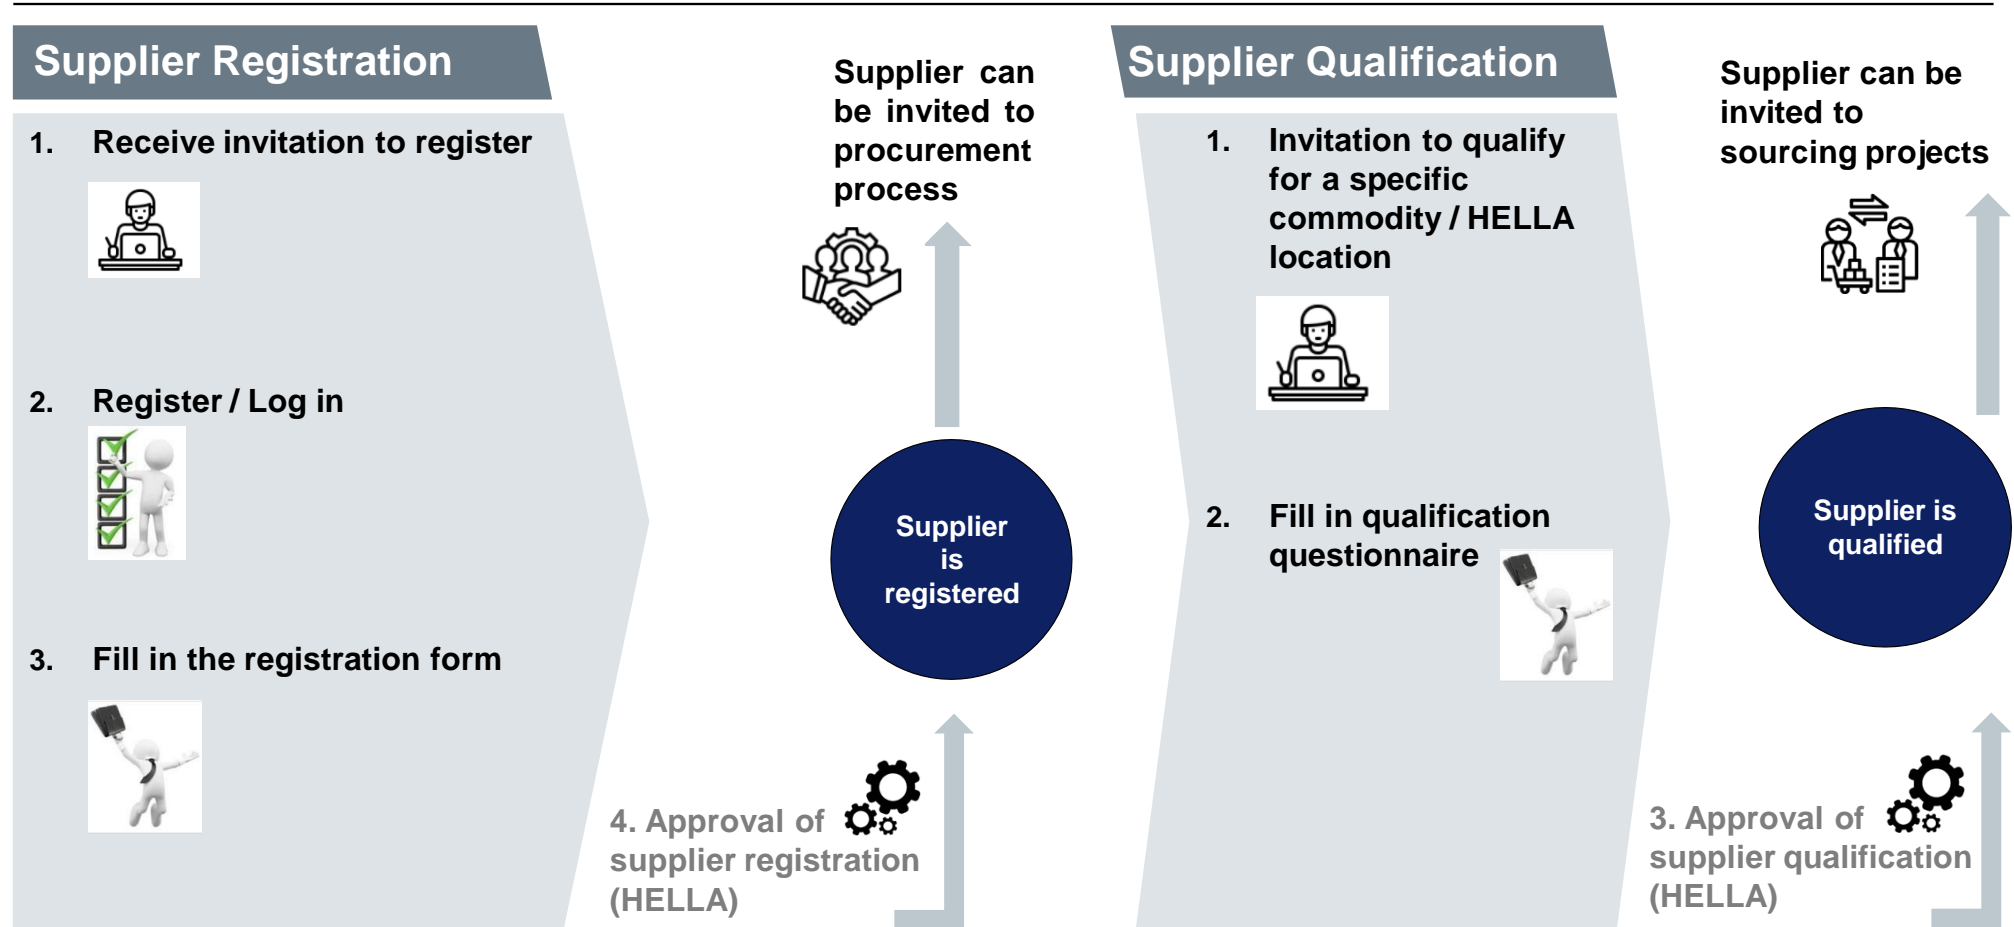 Supplier Registration
1. Receive invitation to register
2. Register / Log in
3. Fill in the registration form
4. Approval of
supplier registration
(HELLA)
Supplier
is
registered
Supplier can
be invited to
procurement
process
Supplier Qualification
1. Invitation to qualify
for a specific
commodity / HELLA
location
2. Fill in qualification
questionnaire
3. Approval of
supplier qualification
(HELLA)
Supplier is
qualified
Supplier can be
invited to
sourcing projects